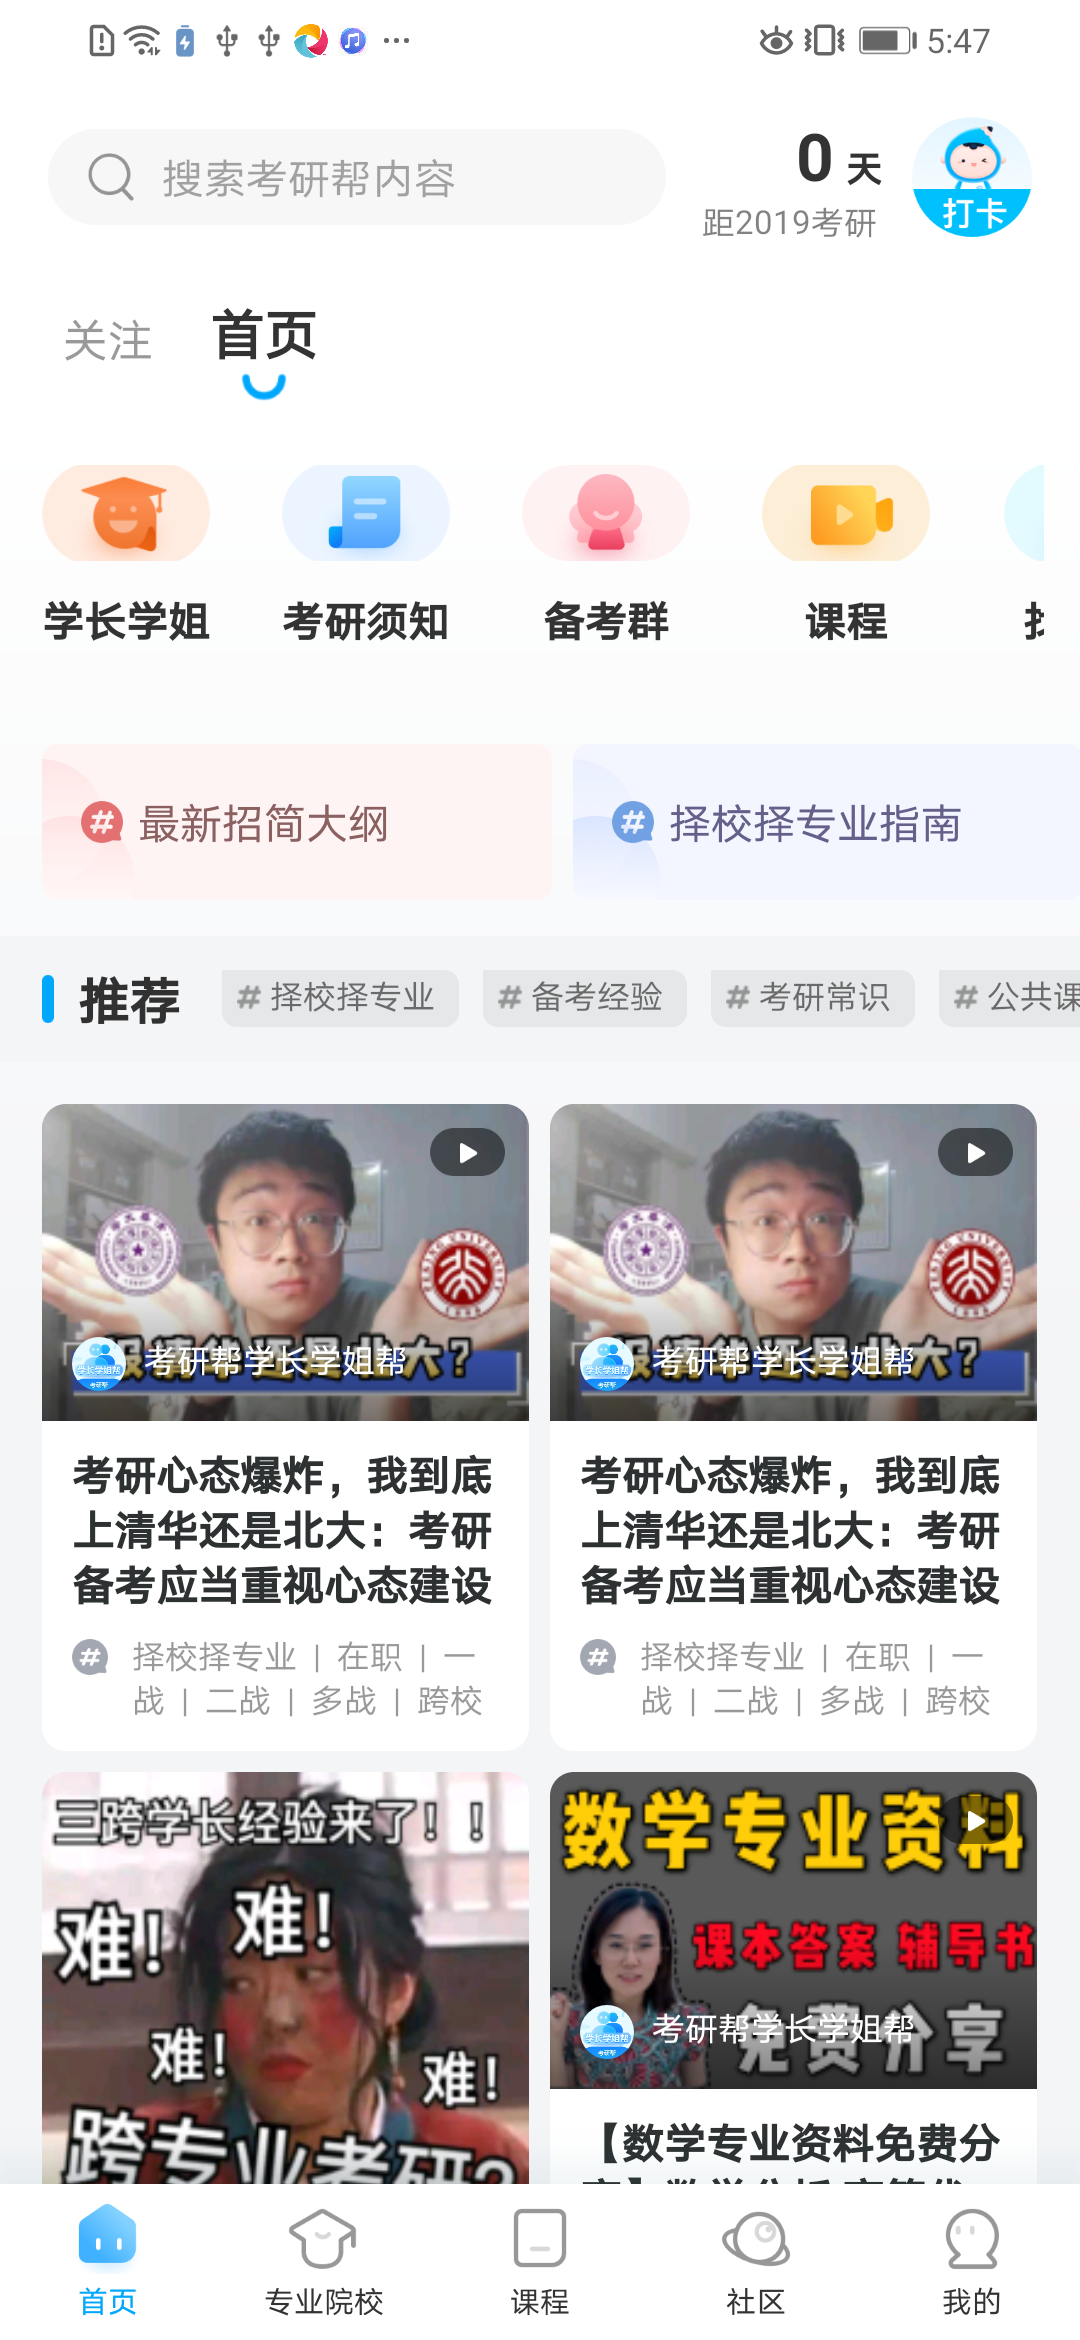 5:47
搜索考研帮内容
0 天
距2019考研
打卡
关注
首页
学长学姐
考研须知
备考群
课程
最新招简大纲
择校择专业指南
推荐
# 择校择专业
# 备考经验
# 考研常识
# 公共课
考研帮学长学姐帮
考研帮学长学姐帮
考研心态爆炸，我到底
上清华还是北大：考研
备考应当重视心态建设
考研心态爆炸，我到底
上清华还是北大：考研
备考应当重视心态建设
择校择专业 | 在职 | 一
战 | 二战 | 多战 | 跨校
择校择专业 | 在职 | 一
战 | 二战 | 多战 | 跨校
三跨学长经验来了！！
难！
难！
难！
难！
跨专业考研?
数学专业资料
课本答案 辅导书
免费分享
考研帮学长学姐帮
【数学专业资料免费分
首页
专业院校
课程
社区
我的